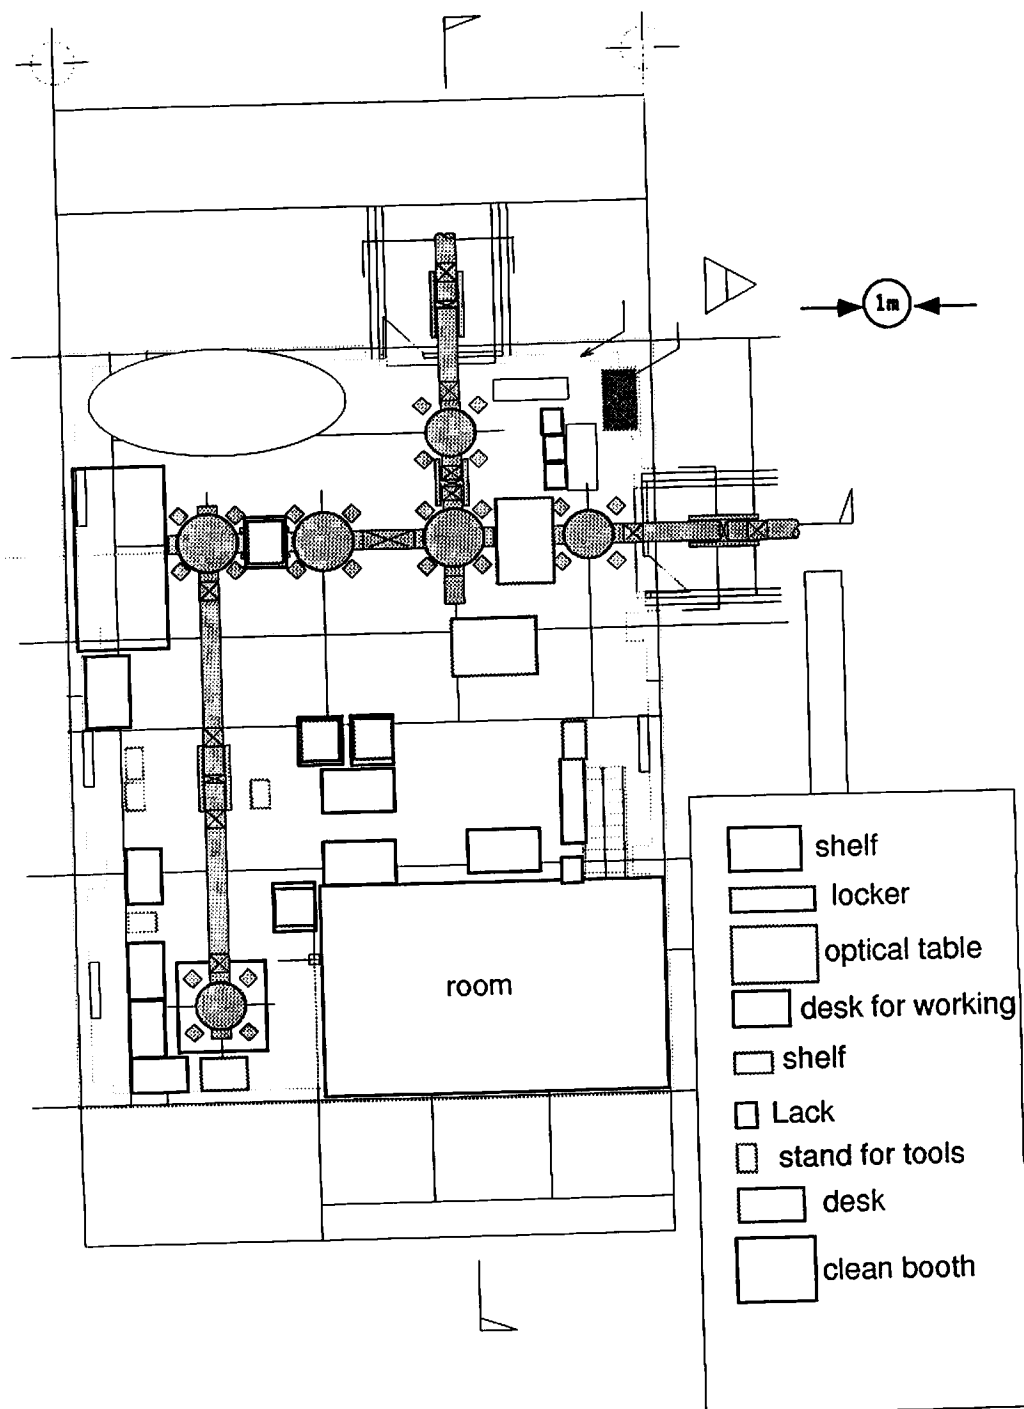 1m
room
shelf
locker
optical table
desk for working
shelf
Lack
stand for tools
desk
clean booth